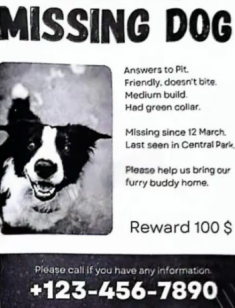 MISSING DOG
Answers to Pit.
Friendly, doesn't bite.
Medium build.
Had green collar.
Missing since 12 March.
Last seen in Central Park.
Please help us bring our
furry buddy home.
Reward 100 $
Please call if you have any information.
+123-456-7890